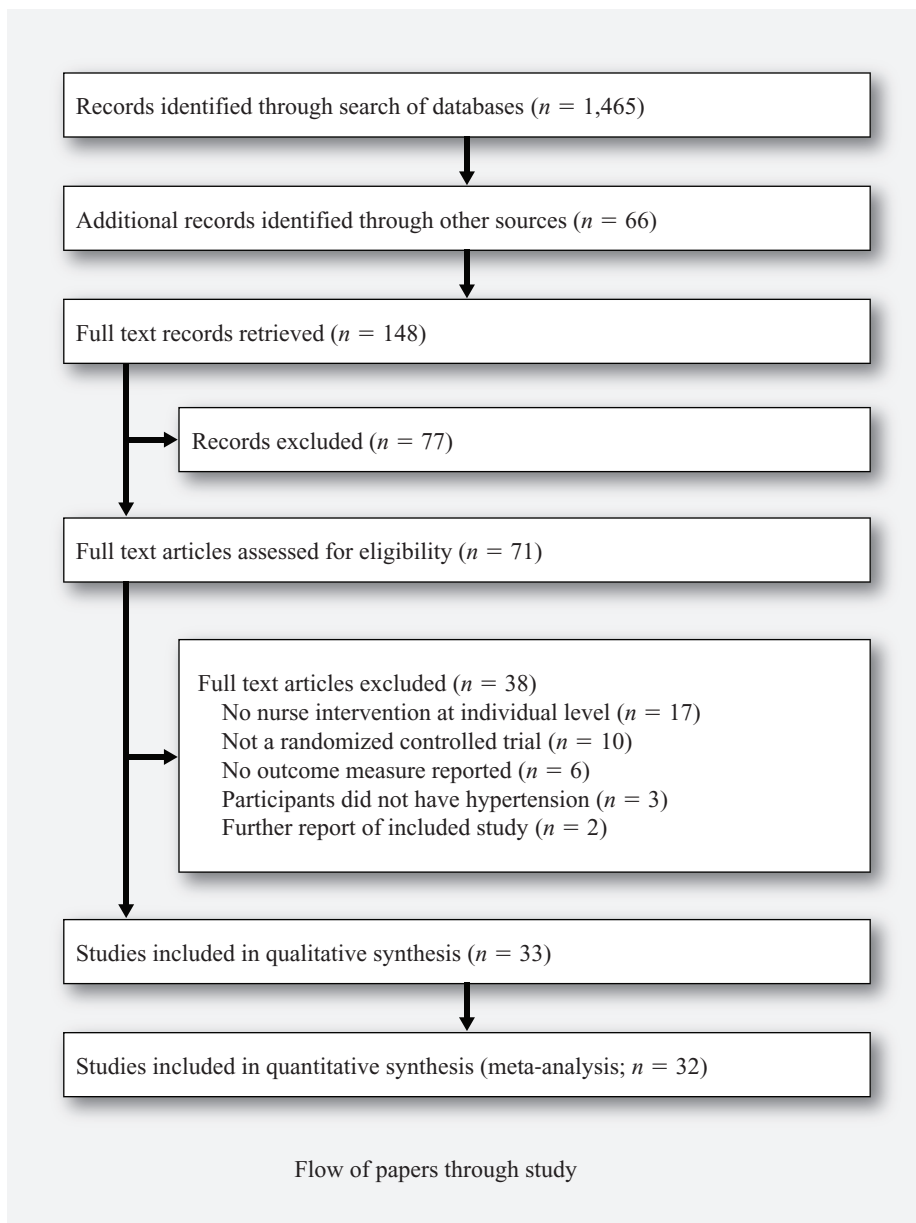 Records identified through search of databases (n = 1,465)
Additional records identified through other sources (n = 66)
Full text records retrieved (n = 148)
Records excluded (n = 77)
Full text articles assessed for eligibility (n = 71)
Full text articles excluded (n = 38)
No nurse intervention at individual level (n = 17)
Not a randomized controlled trial (n = 10)
No outcome measure reported (n = 6)
Participants did not have hypertension (n = 3)
Further report of included study (n = 2)
Studies included in qualitative synthesis (n = 33)
Studies included in quantitative synthesis (meta-analysis; n = 32)
Flow of papers through study